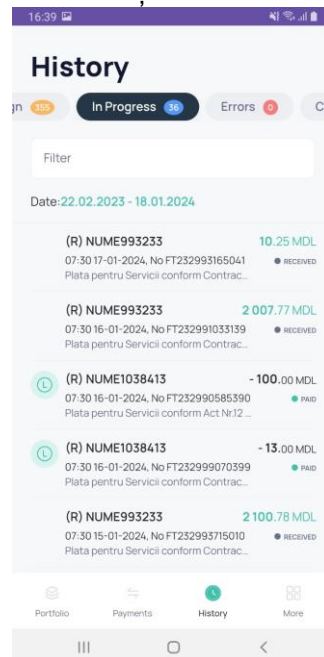 16:39
History
gn 355
In Progress 36
Errors 0
C
Filter
Date:22.02.2023 - 18.01.2024
(R) NUME993233 10.25 MDL
07:30 17-01-2024, No FT232993165041 RECEIVED
Plata pentru Servicii conform Contrac...
(R) NUME993233 2 007.77 MDL
07:30 16-01-2024, No FT232991033139 RECEIVED
Plata pentru Servicii conform Contrac...
L (R) NUME1038413 - 100.00 MDL
07:30 16-01-2024, No FT232990585390 PAID
Plata pentru Servicii conform Act Nr.12 ...
L (R) NUME1038413 - 13.00 MDL
07:30 16-01-2024, No FT232999070399 PAID
Plata pentru Servicii conform Contrac...
(R) NUME993233 2 100.78 MDL
07:30 15-01-2024, No FT232993715010 RECEIVED
Plata pentru Servicii conform Contrac...
Portfolio Payments History More